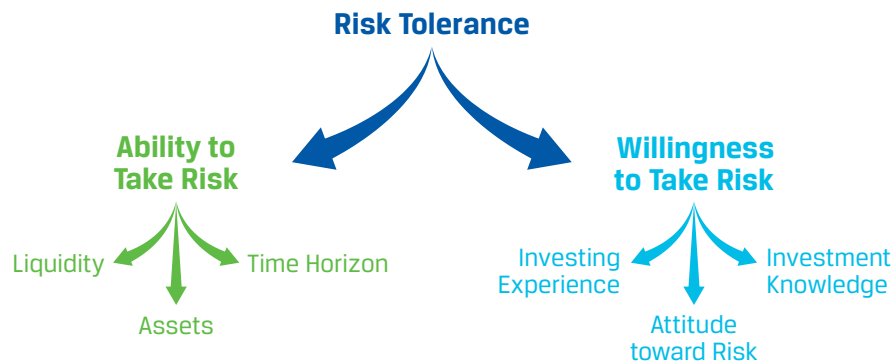 Risk Tolerance
Ability to
Take Risk
Willingness
to Take Risk
Liquidity
Time Horizon
Assets
Investing
Experience
Investment
Knowledge
Attitude
toward Risk